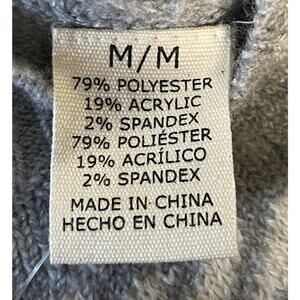 M/M
79% POLYESTER
19% ACRYLIC
2% SPANDEX
79% POLIÉSTER
19% ACRÍLICO
2% SPANDEX
MADE IN CHINA
HECHO EN CHINA